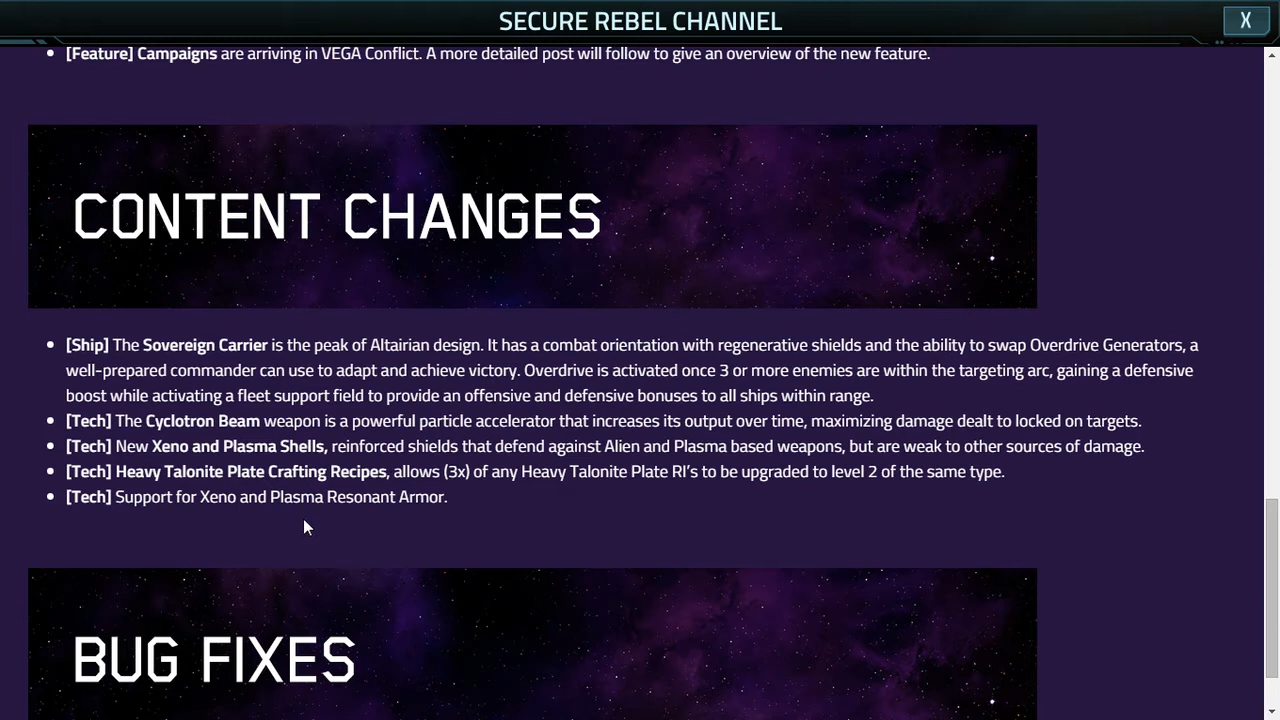 SECURE REBEL CHANNEL
X
[Feature] Campaigns are arriving in VEGA Conflict. A more detailed post will follow to give an overview of the new feature.
CONTENT CHANGES
[Ship] The Sovereign Carrier is the peak of Altairian design. It has a combat orientation with regenerative shields and the ability to swap Overdrive Generators, a
well-prepared commander can use to adapt and achieve victory. Overdrive is activated once 3 or more enemies are within the targeting arc, gaining a defensive
boost while activating a fleet support field to provide an offensive and defensive bonuses to all ships within range.
[Tech] The Cyclotron Beam weapon is a powerful particle accelerator that increases its output over time, maximizing damage dealt to locked on targets.
[Tech] New Xeno and Plasma Shells, reinforced shields that defend against Alien and Plasma based weapons, but are weak to other sources of damage.
[Tech] Heavy Talonite Plate Crafting Recipes, allows (3x) of any Heavy Talonite Plate RI's to be upgraded to level 2 of the same type.
[Tech] Support for Xeno and Plasma Resonant Armor.
BUG FIXES